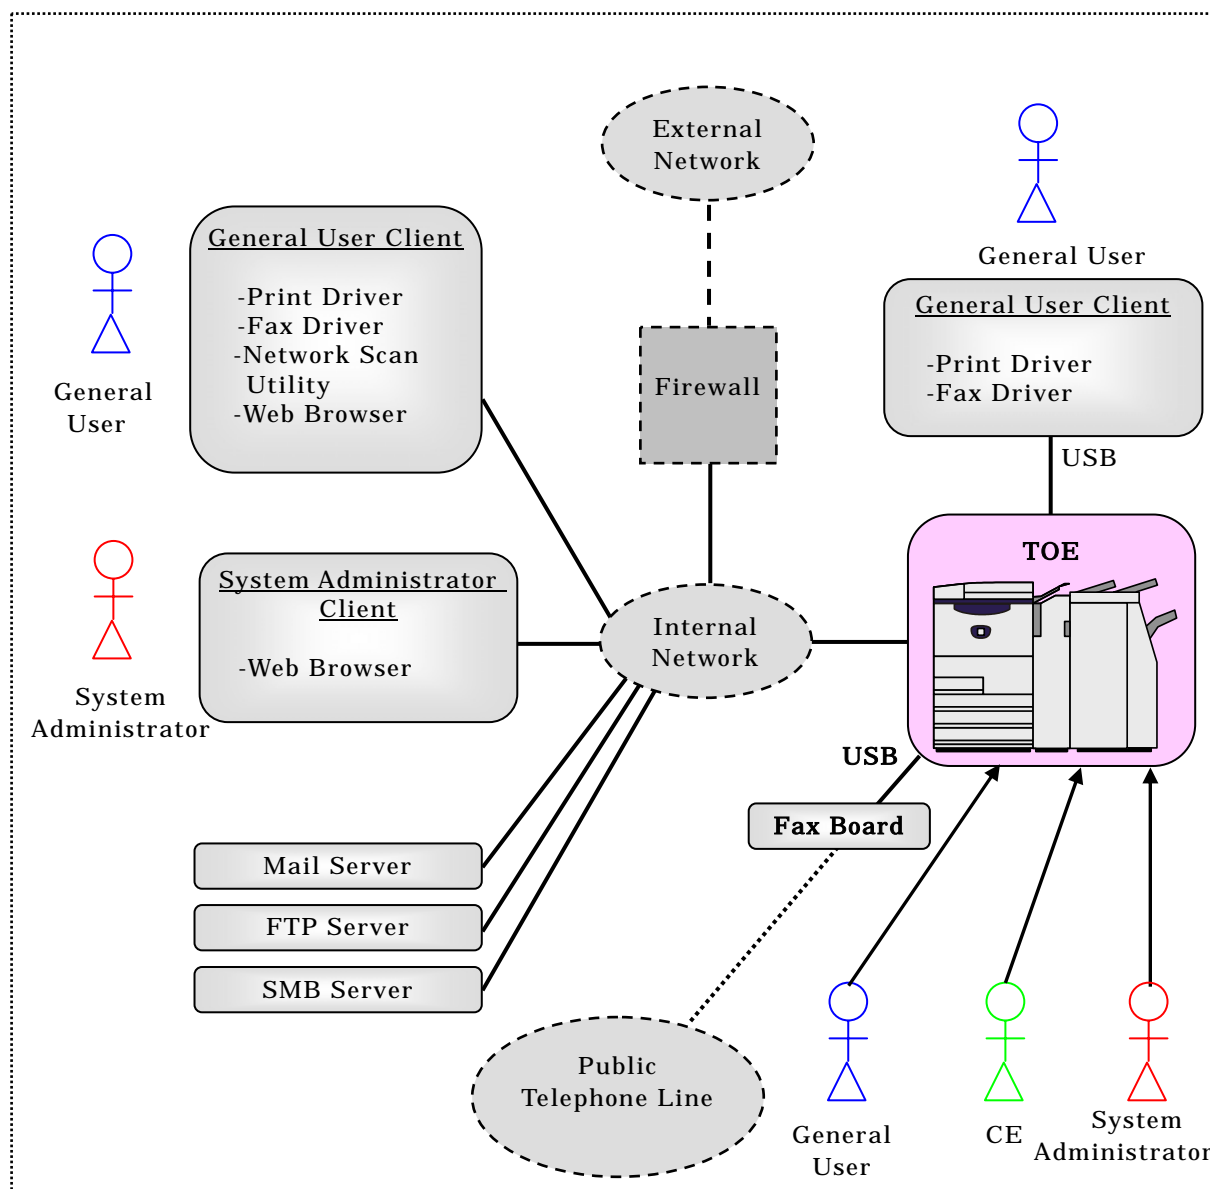 External
Network
General User
General User Client
-Print Driver
-Fax Driver
-Network Scan
Utility
-Web Browser
General
User
General User Client
-Print Driver
-Fax Driver
Firewall
USB
TOE
System Administrator
Client
-Web Browser
System
Administrator
Internal
Network
USB
Fax Board
Mail Server
FTP Server
SMB Server
Public
Telephone Line
General
User
CE
System
Administrator